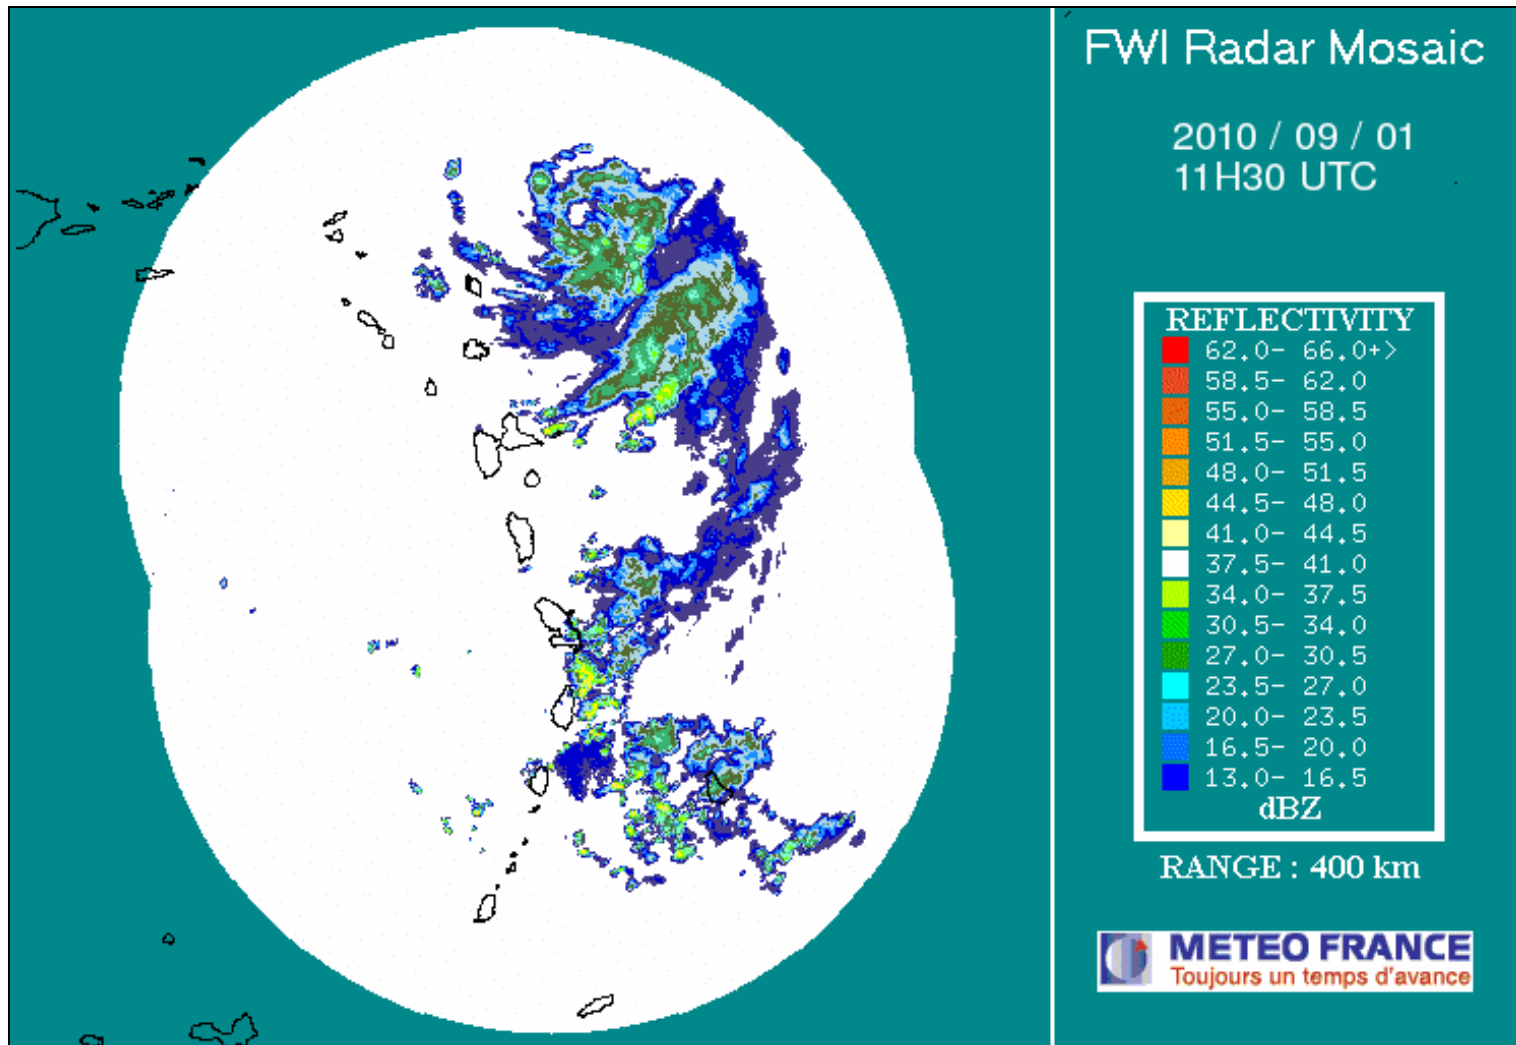 FWI Radar Mosaic
2010 / 09 / 01
11H30 UTC
REFLECTIVITY
62.0- 66.0+>
58.5- 62.0
55.0- 58.5
51.5- 55.0
48.0- 51.5
44.5- 48.0
41.0- 44.5
37.5- 41.0
34.0- 37.5
30.5- 34.0
27.0- 30.5
23.5- 27.0
20.0- 23.5
16.5- 20.0
13.0- 16.5
dBZ
RANGE : 400 km
METEO FRANCE
Toujours un temps d'avance